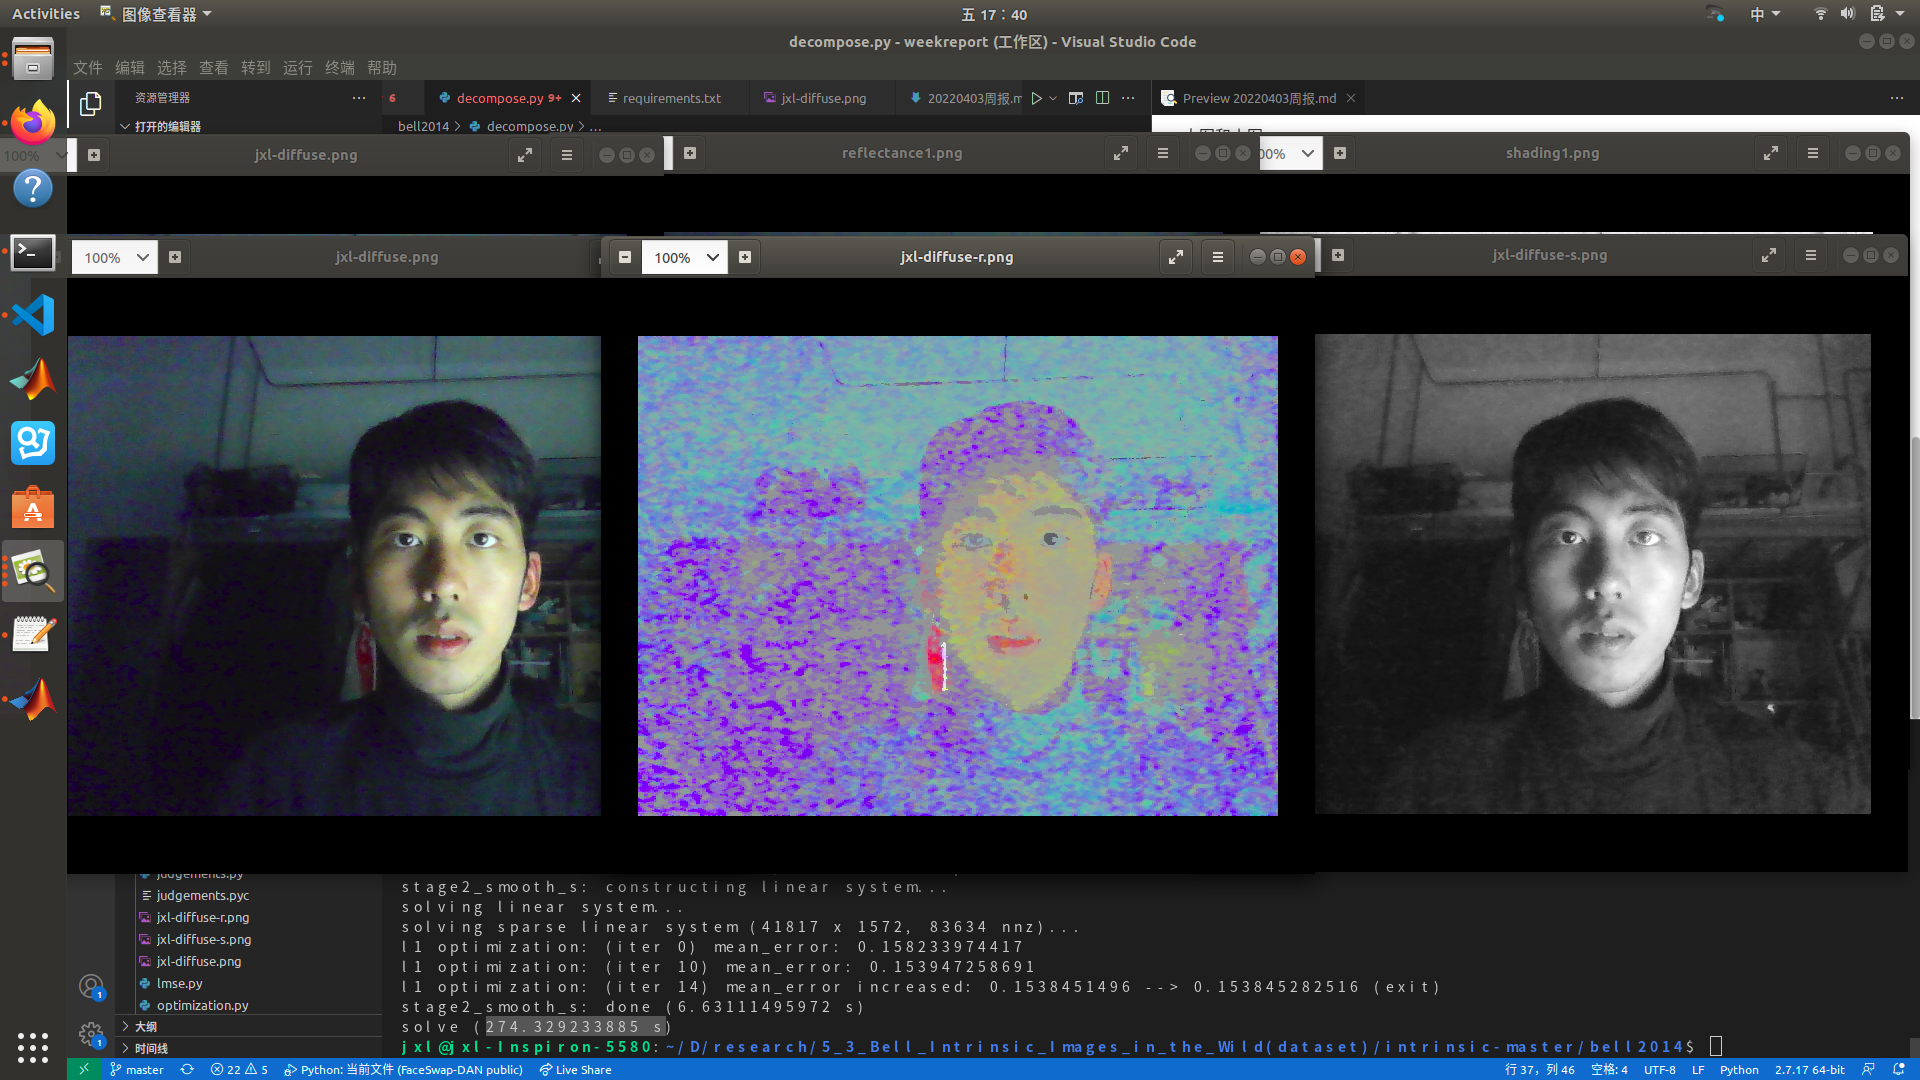 Activities 图像查看器 五 17：40 中
decompose.py - weekreport (工作区) - Visual Studio Code
文件 编辑 选择 查看 转到 运行 终端 帮助
资源管理器 ··· 6 decompose.py 9+ requirements.txt jxl-diffuse.png 20220403周报.m ··· Preview 20220403周报.md ···
打开的编辑器 bell2014 > decompose.py > ...
100% jxl-diffuse.png reflectance1.png 00% shading1.png
100% jxl-diffuse.png 100% jxl-diffuse-r.png jxl-diffuse-s.png
judgements.py
judgements.pyc
jxl-diffuse-r.png
jxl-diffuse-s.png
jxl-diffuse.png
lmse.py
optimization.py
大纲
时间线
1
1
stage2_smooth_s: constructing linear system...
solving linear system...
solving sparse linear system (41817 x 1572, 83634 nnz)...
l1 optimization: (iter 0) mean_error: 0.158233974417
l1 optimization: (iter 10) mean_error: 0.153947258691
l1 optimization: (iter 14) mean_error increased: 0.1538451496 --> 0.153845282516 (exit)
stage2_smooth_s: done (6.63111495972 s)
solve (274.329233885 s)
jxl@jxl-Inspiron-5580:~/D/research/5_3_Bell_Intrinsic_Images_in_the_Wild(dataset)/intrinsic-master/bell2014$
master 22 5 Python: 当前文件 (FaceSwap-DAN public) Live Share 行 37，列 46 空格: 4 UTF-8 LF Python 2.7.17 64-bit